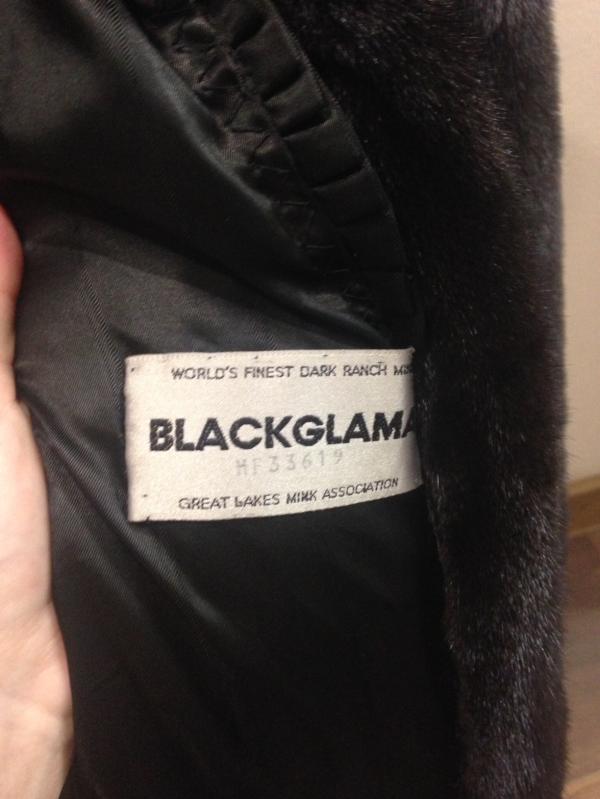 WORLD'S FINEST DARK RANCH
BLACKGLAMA
MF33619
GREAT LAKES MINK ASSOCIATION